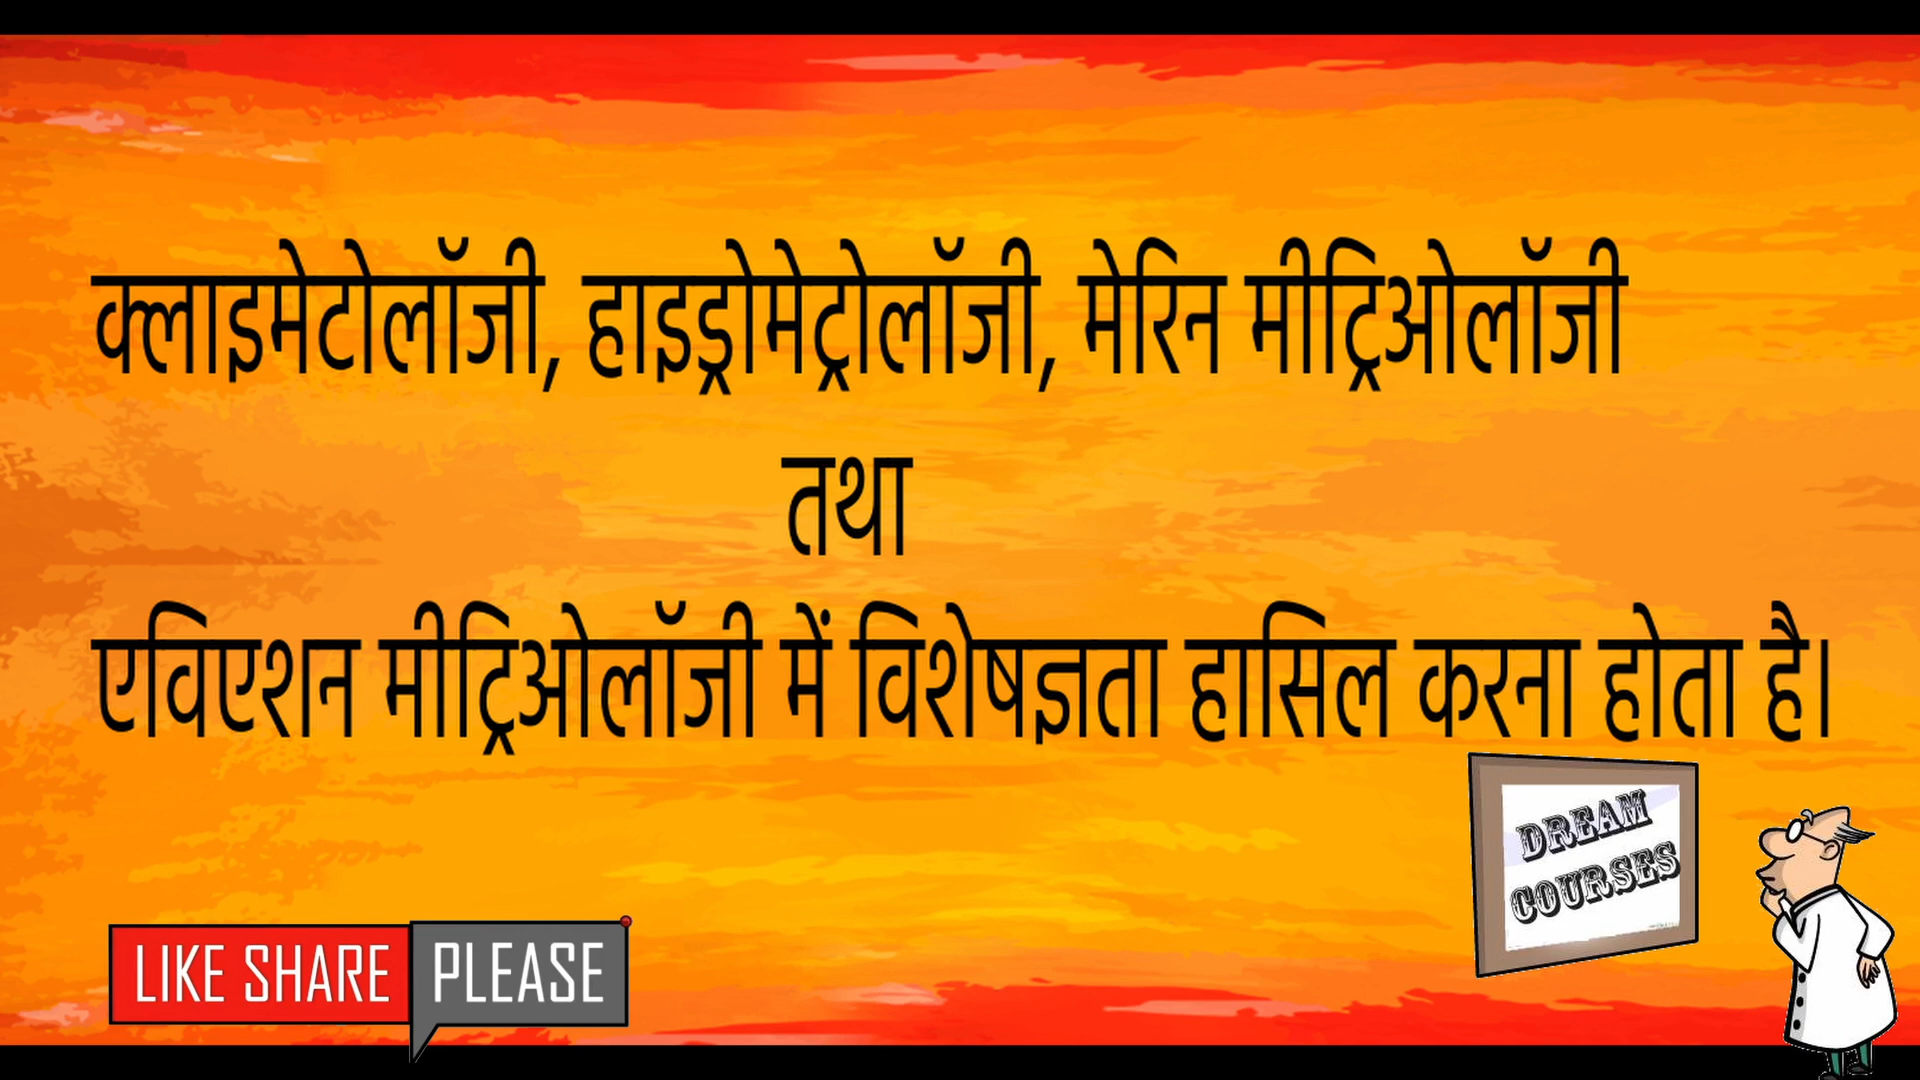 क्लाइमेटोलॉजी, हाइड्रोमेट्रोलॉजी, मेरिन मीट्रिओलॉजी
तथा
एविएशन मीट्रिओलॉजी में विशेषज्ञता हासिल करना होता है।
DREAM
COURSES
LIKE SHARE PLEASE